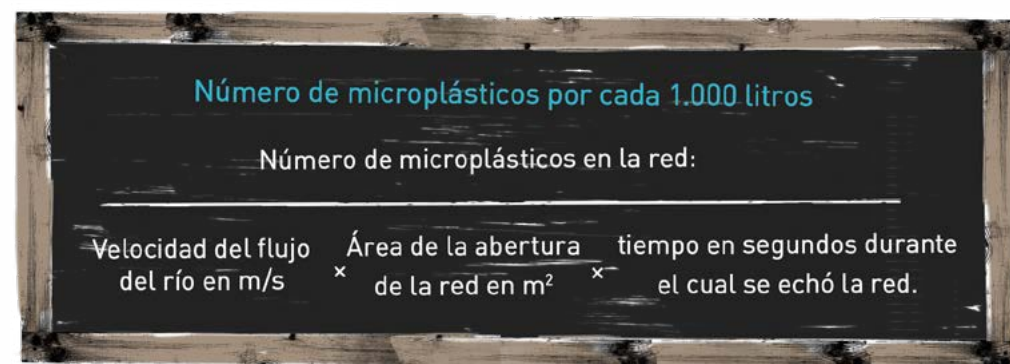 Número de microplásticos por cada 1.000 litros
Número de microplásticos en la red:
Velocidad del flujo
del río en m/s
×
Área de la abertura
de la red en m²
×
tiempo en segundos durante
el cual se echó la red.